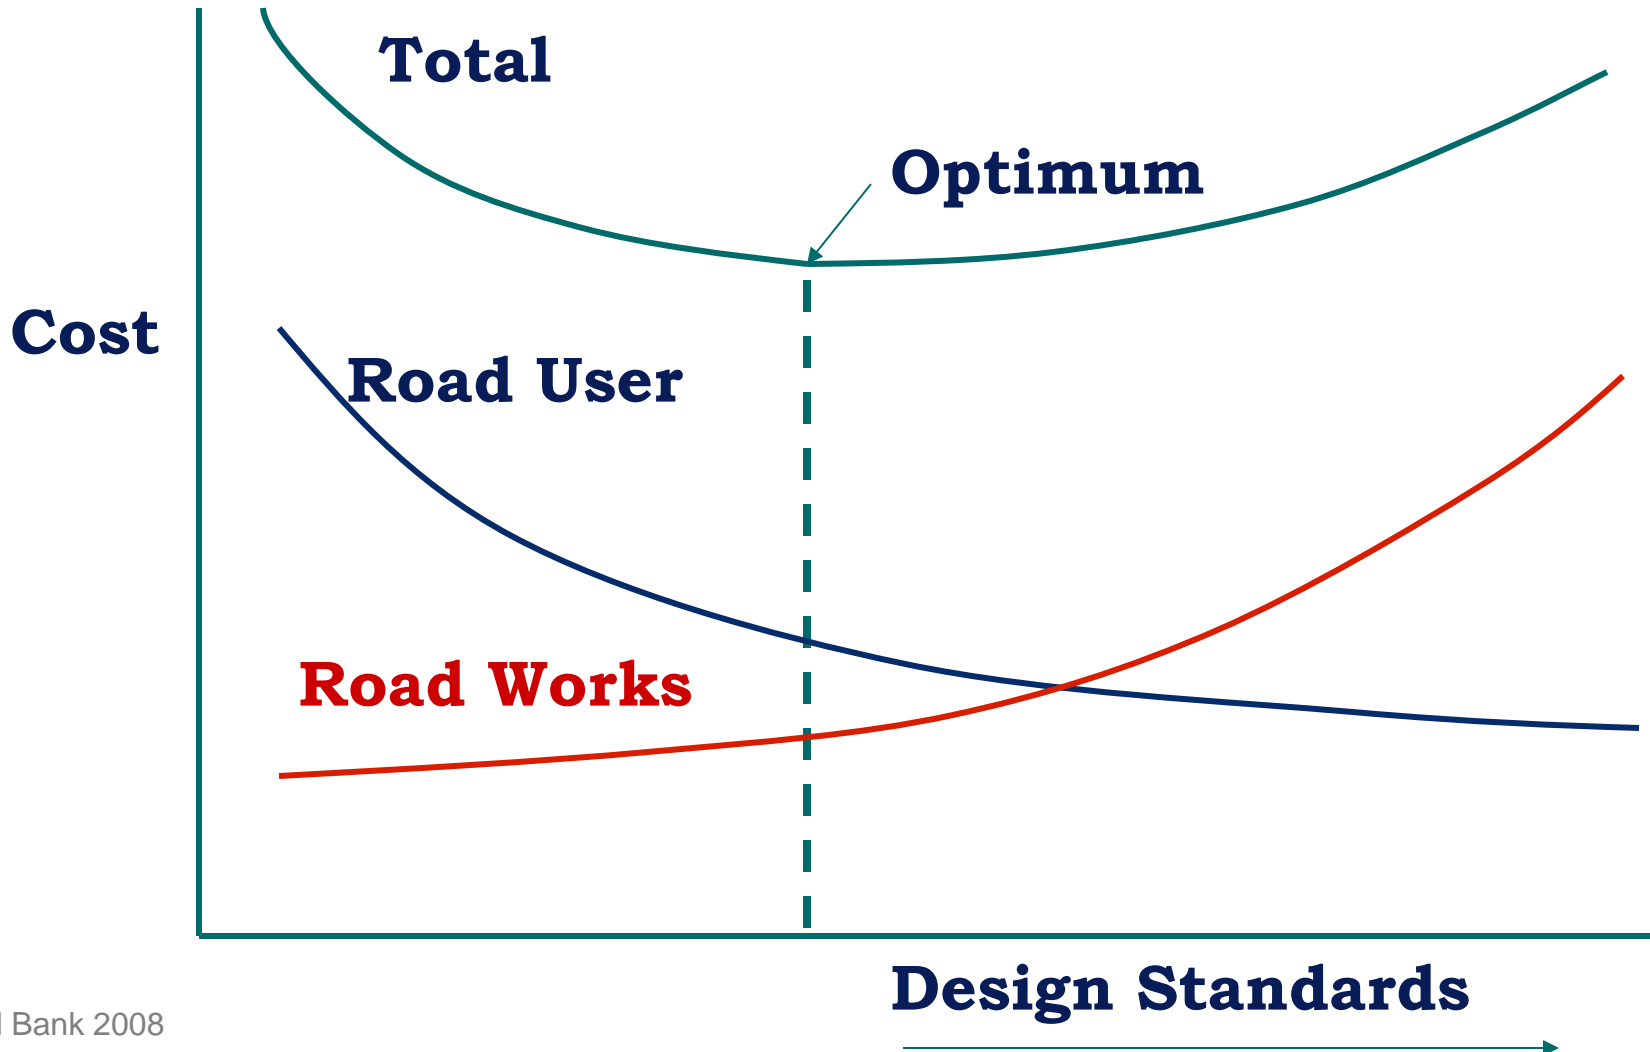 Total
Optimum
Cost
Road User
Road Works
Design Standards
Bank 2008